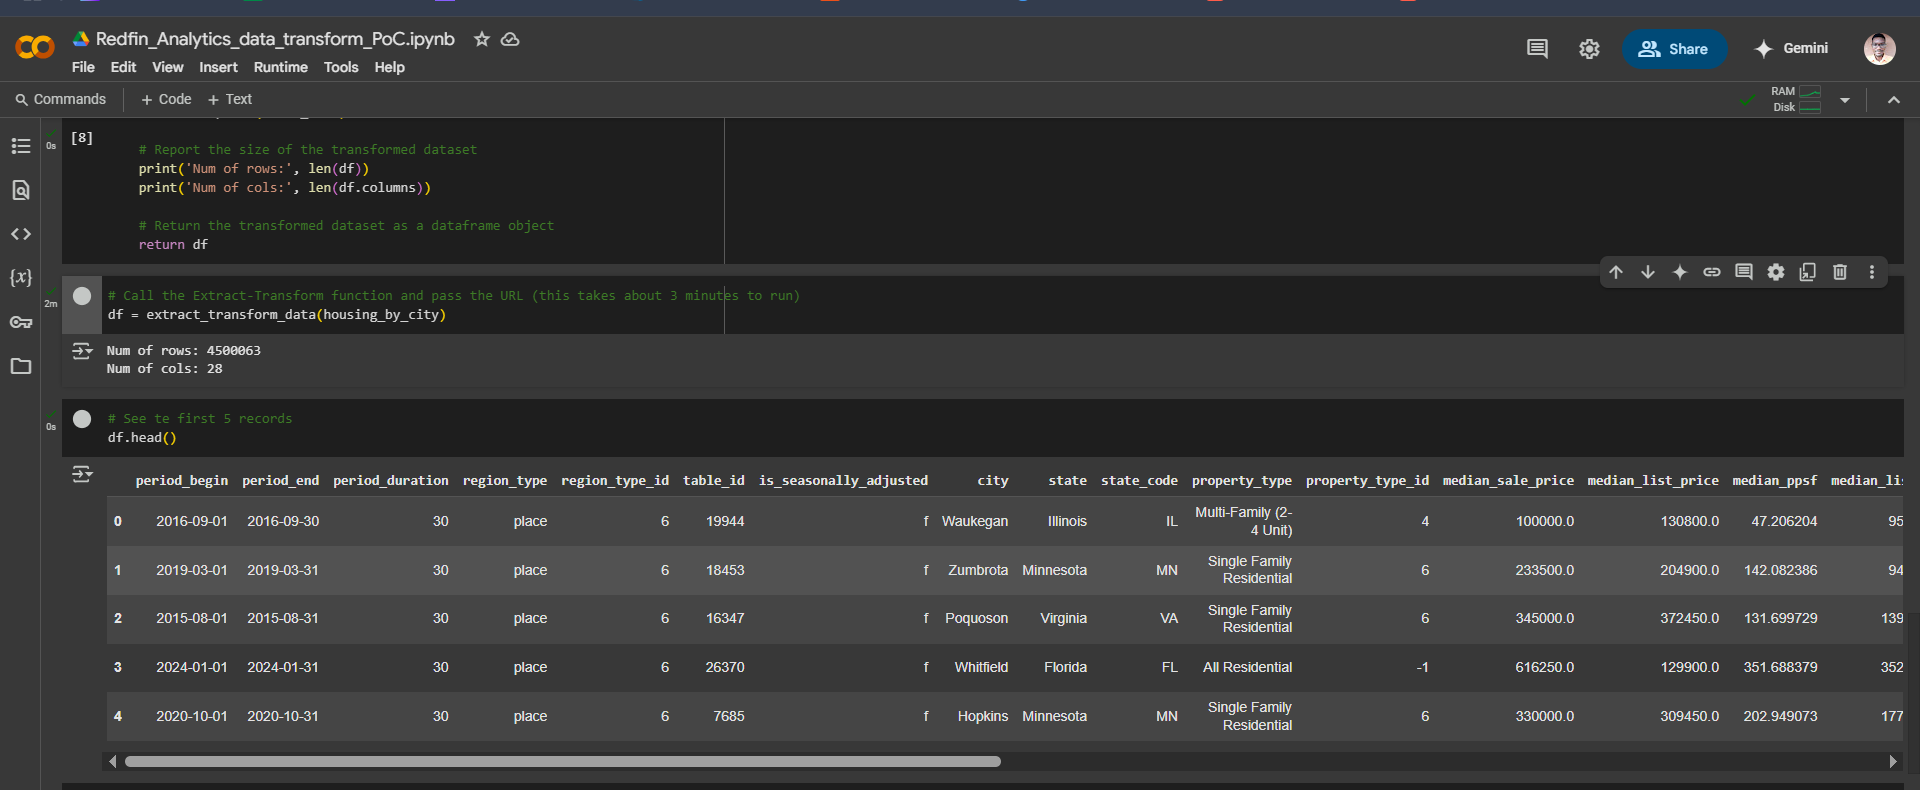 Redfin_Analytics_data_transform_PoC.ipynb
File Edit View Insert Runtime Tools Help
Share
Gemini
Commands + Code + Text
RAM
Disk
[8]
0s
# Report the size of the transformed dataset
print('Num of rows:', len(df))
print('Num of cols:', len(df.columns))
# Return the transformed dataset as a dataframe object
return df
2m
# Call the Extract-Transform function and pass the URL (this takes about 3 minutes to run)
df = extract_transform_data(housing_by_city)
Num of rows: 4500063
Num of cols: 28
0s
# See te first 5 records
df.head()
period_begin period_end period_duration region_type region_type_id table_id is_seasonally_adjusted city state state_code property_type property_type_id median_sale_price median_list_price median_ppsf median_lis
0 2016-09-01 2016-09-30 30 place 6 19944 f Waukegan Illinois IL Multi-Family (2-
4 Unit) 4 100000.0 130800.0 47.206204 95
1 2019-03-01 2019-03-31 30 place 6 18453 f Zumbrota Minnesota MN Single Family
Residential 6 233500.0 204900.0 142.082386 94
2 2015-08-01 2015-08-31 30 place 6 16347 f Poquoson Virginia VA Single Family
Residential 6 345000.0 372450.0 131.699729 139
3 2024-01-01 2024-01-31 30 place 6 26370 f Whitfield Florida FL All Residential -1 616250.0 129900.0 351.688379 352
4 2020-10-01 2020-10-31 30 place 6 7685 f Hopkins Minnesota MN Single Family
Residential 6 330000.0 309450.0 202.949073 177